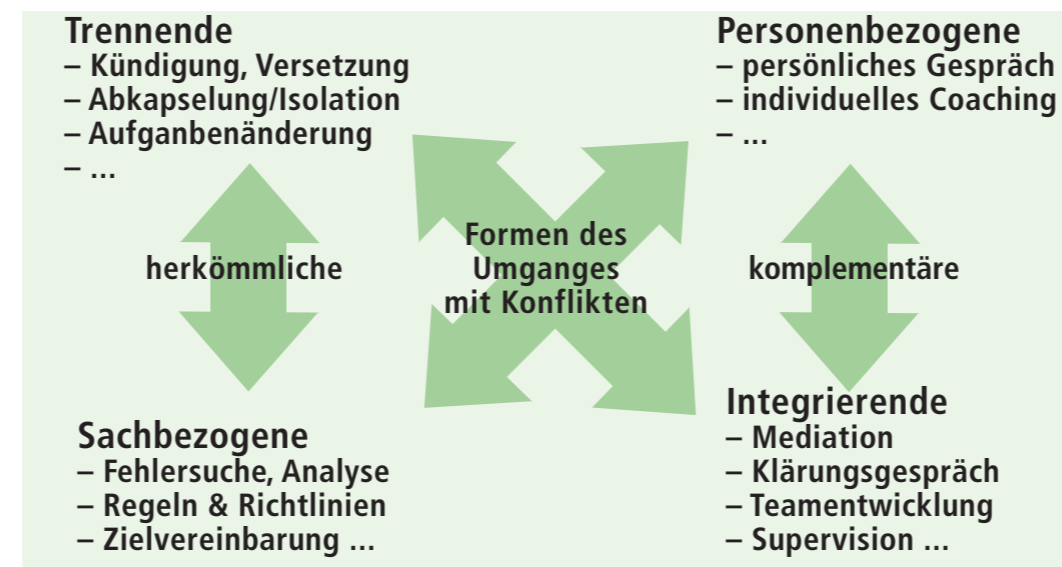 Trennende
– Kündigung, Versetzung
– Abkapselung/Isolation
– Aufganbenänderung
– ...
Personenbezogene
– persönliches Gespräch
– individuelles Coaching
– ...
herkömmliche
Formen des
Umganges
mit Konflikten
komplementäre
Sachbezogene
– Fehlersuche, Analyse
– Regeln & Richtlinien
– Zielvereinbarung ...
Integrierende
– Mediation
– Klärungsgespräch
– Teamentwicklung
– Supervision ...